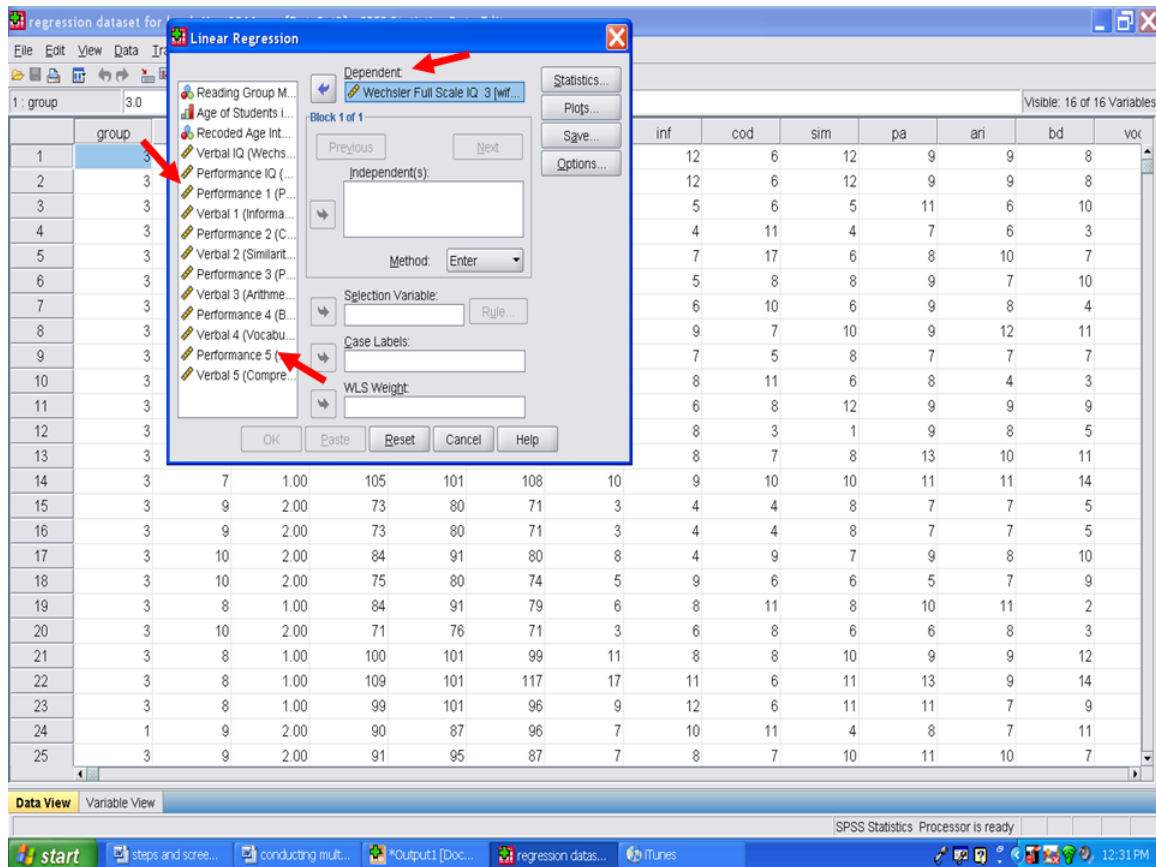 regression dataset for
Linear Regression
File Edit View Data
1 : group 3.0 Visible: 16 of 16 Variables
Dependent:
Wechsler Full Scale IQ 3 [wif...
Statistics...
Plots...
Save...
Options...
Reading Group M...
Age of Students i...
Recoded Age Int...
Verbal IQ (Wechs...
Performance IQ (...
Performance 1 (P...
Verbal 1 (Informa...
Performance 2 (C...
Verbal 2 (Similarit...
Performance 3 (P...
Verbal 3 (Arithme...
Performance 4 (B...
Verbal 4 (Vocabu...
Performance 5 (
Verbal 5 (Compre...
Block 1 of 1
Previous Next
Independent(s):
Method: Enter
Selection Variable:
Rule...
Case Labels:
WLS Weight:
OK Paste Reset Cancel Help
group inf cod sim pa ari bd voc
1 3 12 6 12 9 9 8
2 3 12 6 12 9 9 8
3 3 5 6 5 11 6 10
4 3 4 11 4 7 6 3
5 3 7 17 6 8 10 7
6 3 5 8 8 9 7 10
7 3 6 10 6 9 8 4
8 3 9 7 10 9 12 11
9 3 7 5 8 7 7 7
10 3 8 11 6 8 4 3
11 3 6 8 12 9 9 9
12 3 8 3 1 9 8 5
13 3 8 7 8 13 10 11
14 3 7 1.00 105 101 108 10 9 10 10 11 11 14
15 3 9 2.00 73 80 71 3 4 4 8 7 7 5
16 3 9 2.00 73 80 71 3 4 4 8 7 7 5
17 3 10 2.00 84 91 80 8 4 9 7 9 8 10
18 3 10 2.00 75 80 74 5 9 6 6 5 7 9
19 3 8 1.00 84 91 79 6 8 11 8 10 11 2
20 3 10 2.00 71 76 71 3 6 8 6 6 8 3
21 3 8 1.00 100 101 99 11 8 8 10 9 9 12
22 3 8 1.00 109 101 117 17 11 6 11 13 9 14
23 3 8 1.00 99 101 96 9 12 6 11 11 7 9
24 1 9 2.00 90 87 96 7 10 11 4 8 7 11
25 3 9 2.00 91 95 87 7 8 7 10 11 10 7
Data View Variable View
SPSS Statistics Processor is ready
start steps and scree... conducting mult... *Output1 [Doc... regression datas... iTunes 12:31 PM